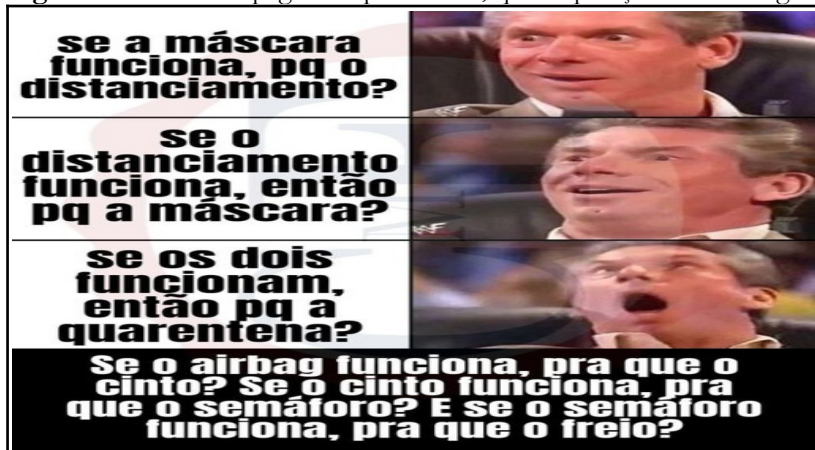 se a máscara
funciona, pq o
distanciamento?
se o
distanciamento
funciona, então
pq a máscara?
se os dois
funcionam,
então pq a
quarentena?
Se o airbag funciona, pra que o
cinto? Se o cinto funciona, pra
que o semáforo? E se o semáforo
funciona, pra que o freio?